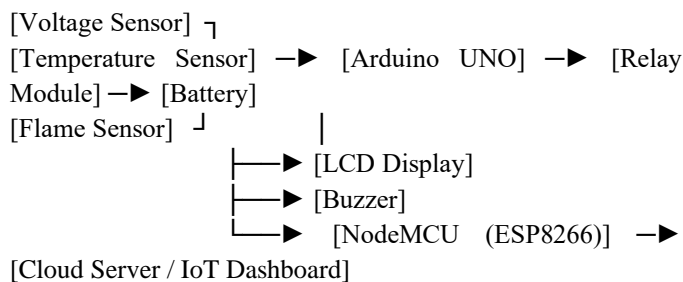 [Voltage Sensor] ┐
[Temperature Sensor] ─► [Arduino UNO] ─► [Relay
Module] ─► [Battery]
[Flame Sensor] ┘ │
├──► [LCD Display]
├──► [Buzzer]
└──► [NodeMCU (ESP8266)] ─►
[Cloud Server / IoT Dashboard]